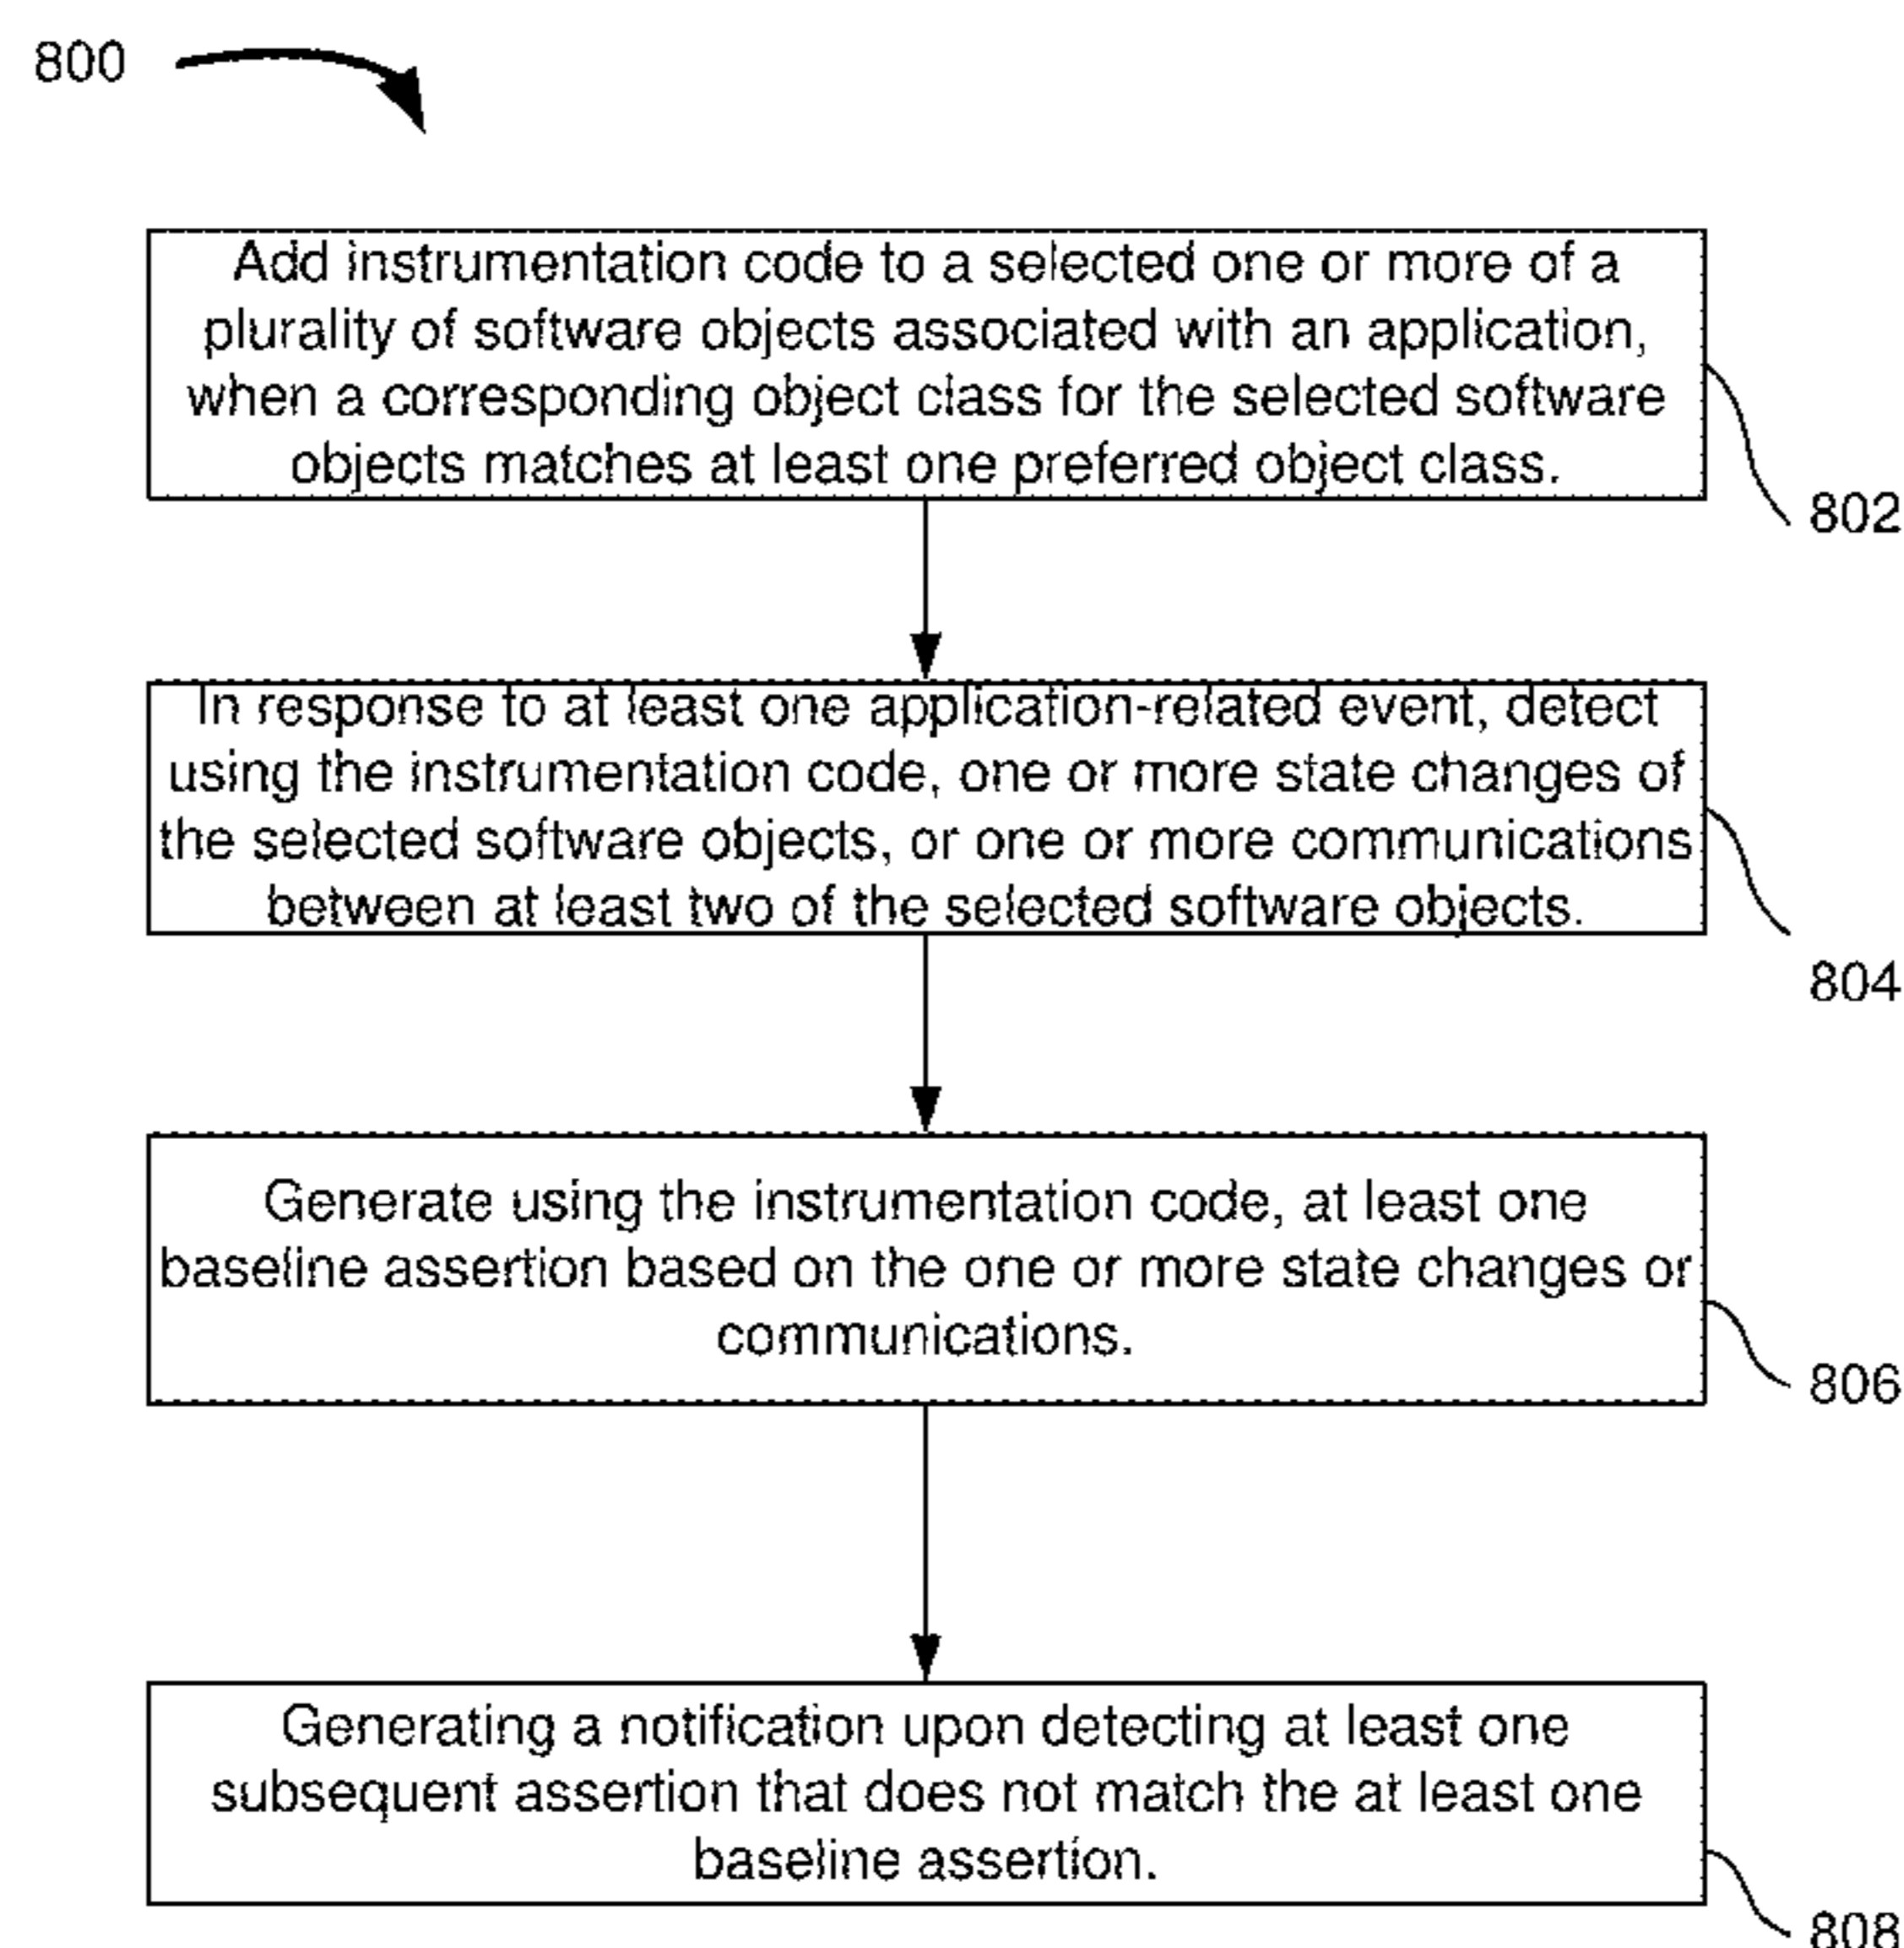 800
Add instrumentation code to a selected one or more of a
plurality of software objects associated with an application,
when a corresponding object class for the selected software
objects matches at least one preferred object class.
802
In response to at least one application-related event, detect
using the instrumentation code, one or more state changes of
the selected software objects, or one or more communications
between at least two of the selected software objects.
804
Generate using the instrumentation code, at least one
baseline assertion based on the one or more state changes or
communications.
806
Generating a notification upon detecting at least one
subsequent assertion that does not match the at least one
baseline assertion.
808